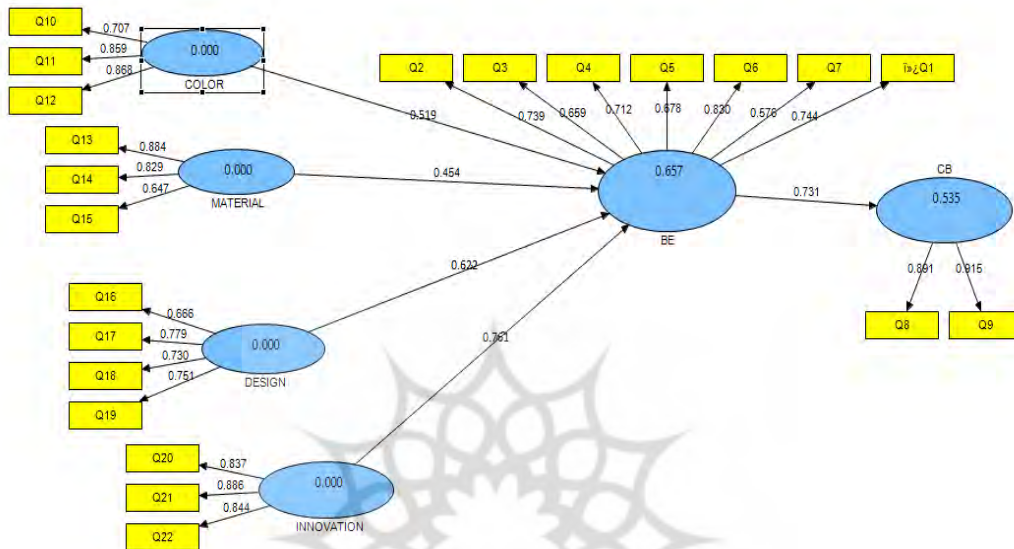 Q10
0.707
Q11
0.859
Q12
0.868
0.000
COLOR
0.519
Q13
0.884
Q14
0.829
Q15
0.647
0.000
MATERIAL
0.454
Q16
0.666
Q17
0.779
Q18
0.730
Q19
0.751
0.000
DESIGN
0.622
Q20
0.837
Q21
0.886
Q22
0.844
0.000
INNOVATION
0.761
Q2
Q3
Q4
Q5
Q6
Q7
ï»¿Q1
0.739
0.659
0.712
0.678
0.830
0.576
0.744
0.657
BE
0.731
CB
0.535
0.891
0.915
Q8
Q9